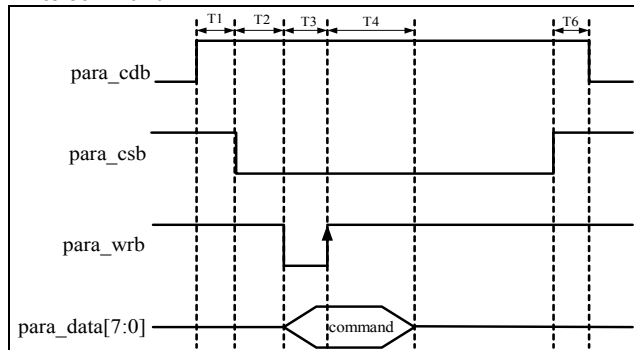 T1 T2 T3 T4 T6
para_cdb
para_csb
para_wrb
para_data[7:0] command